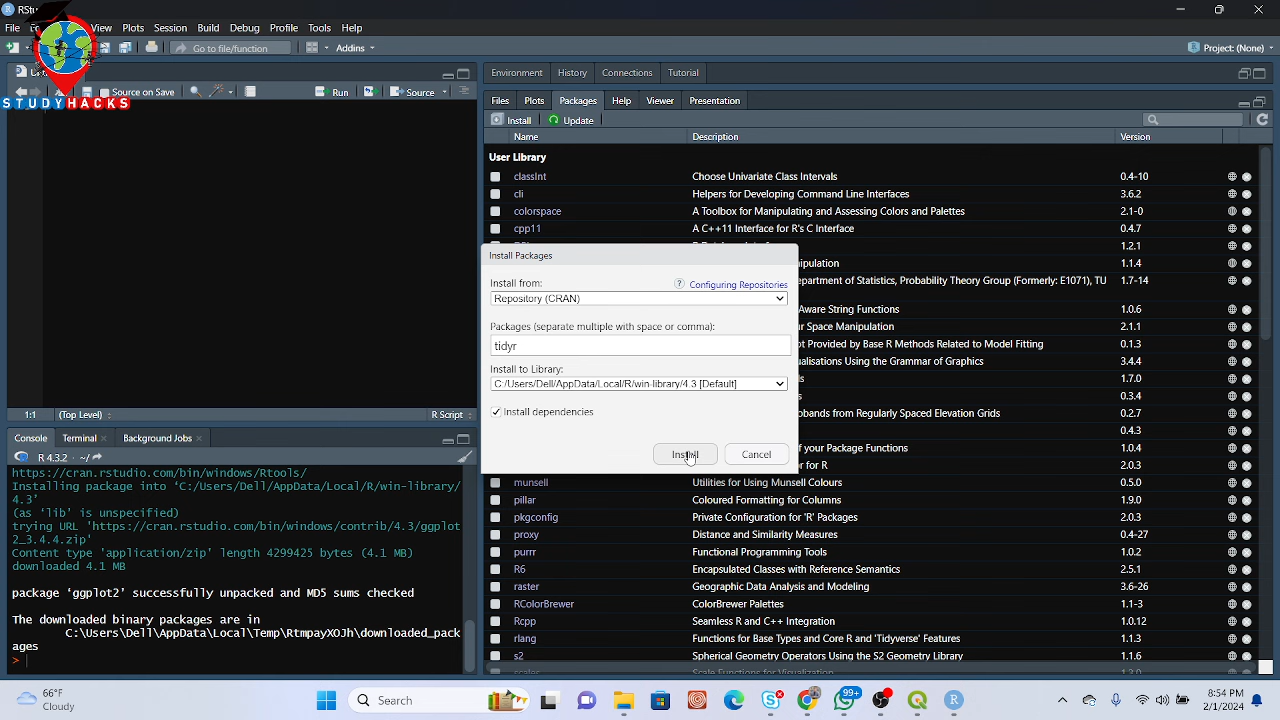 RStu
File
View Plots Session Build Debug Profile Tools Help
Go to file/function
Addins
Project: (None)
STUDYHACKS
Source on Save
Run
Source
1:1
(Top Level)
R Script
Console Terminal Background Jobs
R 4.3.2 · ~/
https://cran.rstudio.com/bin/windows/Rtools/
Installing package into ‘C:/Users/Dell/AppData/Local/R/win-library/
4.3’
(as ‘lib’ is unspecified)
trying URL 'https://cran.rstudio.com/bin/windows/contrib/4.3/ggplot
2_3.4.4.zip'
Content type 'application/zip' length 4299425 bytes (4.1 MB)
downloaded 4.1 MB
package ‘ggplot2’ successfully unpacked and MD5 sums checked
The downloaded binary packages are in
C:\Users\Dell\AppData\Local\Temp\RtmpayXOJh\downloaded_pack
ages
>
Environment History Connections Tutorial
Files Plots Packages Help Viewer Presentation
Install Update
Name Description Version
User Library
classInt Choose Univariate Class Intervals 0.4-10
cli Helpers for Developing Command Line Interfaces 3.6.2
colorspace A Toolbox for Manipulating and Assessing Colors and Palettes 2.1-0
cpp11 A C++11 Interface for R's C Interface 0.4.7
1.2.1
ipulation 1.1.4
epartment of Statistics, Probability Theory Group (Formerly: E1071), TU 1.7-14
Aware String Functions 1.0.6
ur Space Manipulation 2.1.1
ot Provided by Base R Methods Related to Model Fitting 0.1.3
ualisations Using the Grammar of Graphics 3.4.4
s 1.7.0
0.3.4
obands from Regularly Spaced Elevation Grids 0.2.7
0.4.3
of your Package Functions 1.0.4
or for R 2.0.3
munsell Utilities for Using Munsell Colours 0.5.0
pillar Coloured Formatting for Columns 1.9.0
pkgconfig Private Configuration for 'R' Packages 2.0.3
proxy Distance and Similarity Measures 0.4-27
purrr Functional Programming Tools 1.0.2
R6 Encapsulated Classes with Reference Semantics 2.5.1
raster Geographic Data Analysis and Modeling 3.6-26
RColorBrewer ColorBrewer Palettes 1.1-3
Rcpp Seamless R and C++ Integration 1.0.12
rlang Functions for Base Types and Core R and 'Tidyverse' Features 1.1.3
s2 Spherical Geometry Operators Using the S2 Geometry Library 1.1.6
scales Scale Functions for Visualization 1.3.0
Install Packages
Install from:
? Configuring Repositories
Repository (CRAN)
Packages (separate multiple with space or comma):
tidyr
Install to Library:
C:/Users/Dell/AppData/Local/R/win-library/4.3 [Default]
Install dependencies
Install Cancel
66°F
Cloudy
Search
99+
2/1/2024